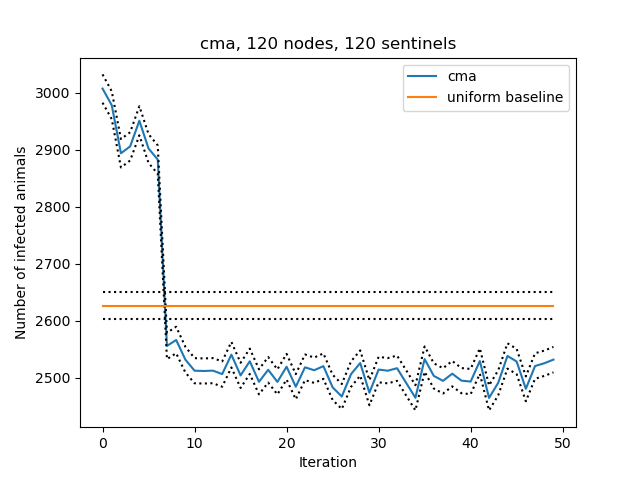 cma, 120 nodes, 120 sentinels
cma
uniform baseline
Number of infected animals
3000
2900
2800
2700
2600
2500
0 10 20 30 40 50
Iteration